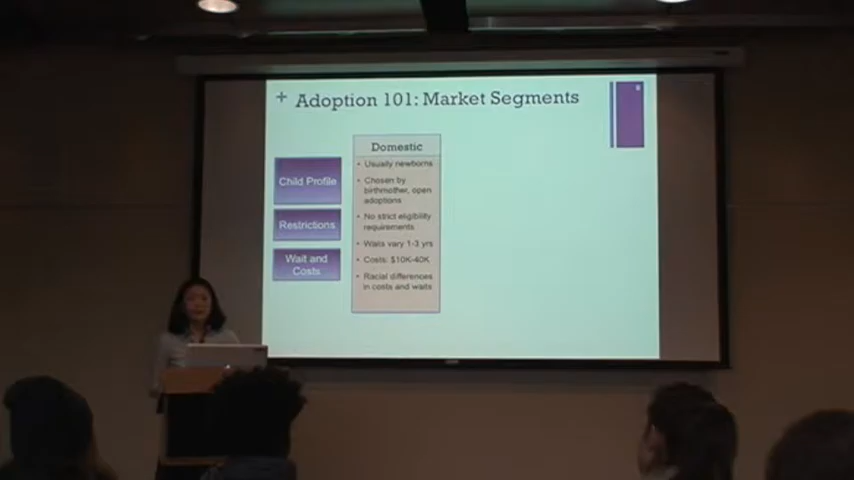 + Adoption 101: Market Segments
Domestic
Child Profile
Restrictions
Wait and
Costs
• Usually newborns
• Chosen by
birthmother, open
adoptions
• No strict eligibility
requirements
• Waits vary 1-3 yrs
• Costs: $10K-40K
• Racial differences
in costs and waits